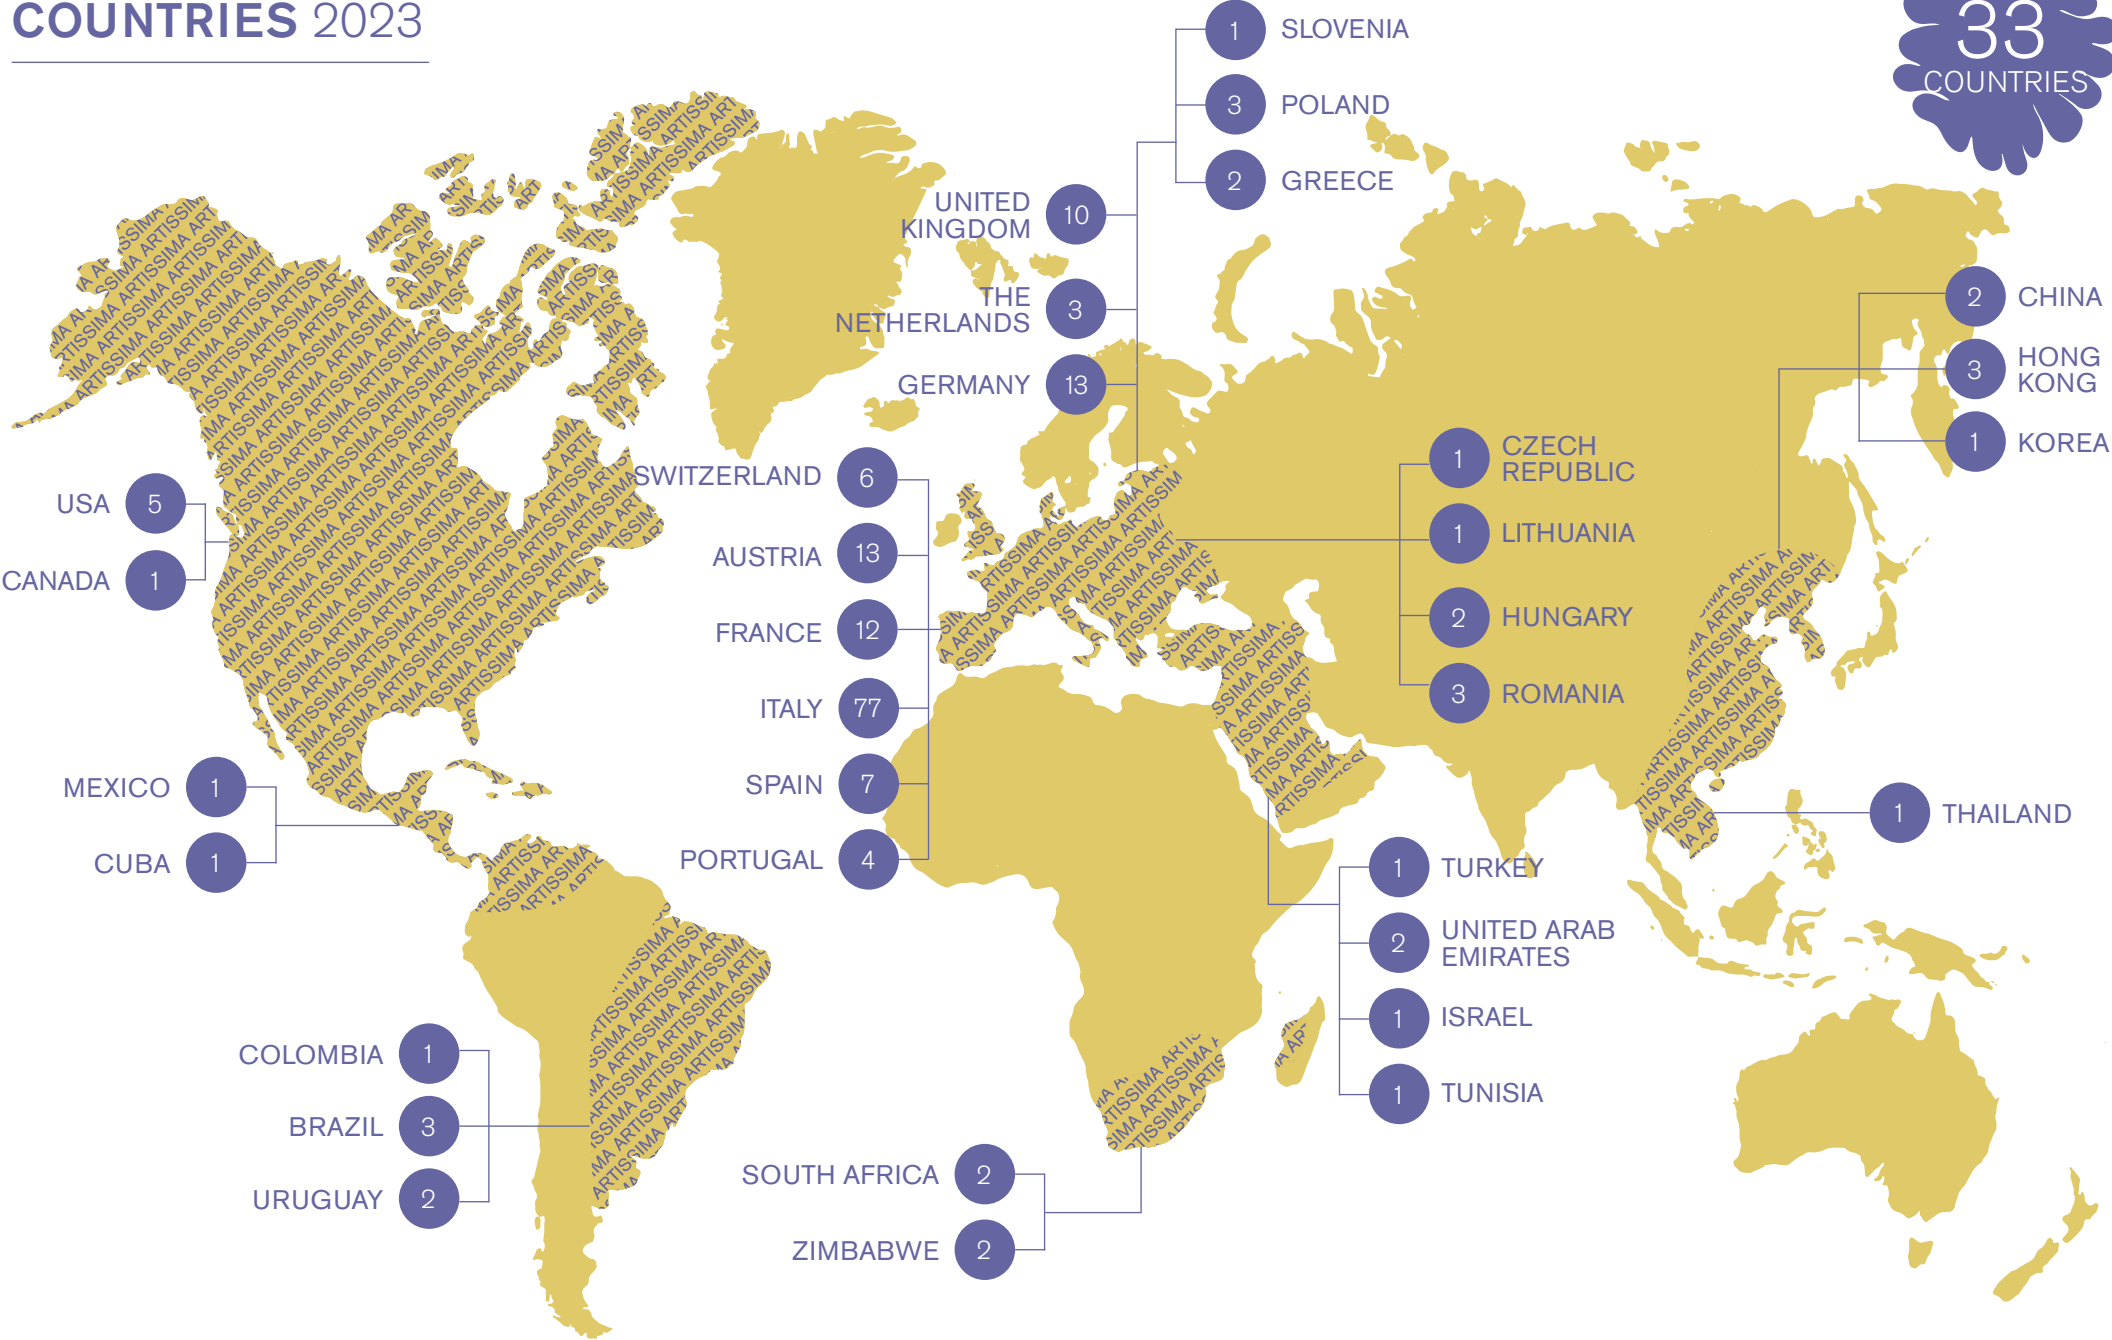 COUNTRIES 2023
33
COUNTRIES
1 SLOVENIA
3 POLAND
2 GREECE
UNITED
KINGDOM
10
THE
NETHERLANDS
3
GERMANY 13
2 CHINA
3
HONG
KONG
1 KOREA
SWITZERLAND 6
AUSTRIA 13
FRANCE 12
ITALY 77
SPAIN 7
PORTUGAL 4
1
CZECH
REPUBLIC
1 LITHUANIA
2 HUNGARY
3 ROMANIA
USA 5
CANADA 1
MEXICO 1
CUBA 1
1 THAILAND
1 TURKEY
2
UNITED ARAB
EMIRATES
1 ISRAEL
1 TUNISIA
COLOMBIA 1
BRAZIL 3
URUGUAY 2
SOUTH AFRICA 2
ZIMBABWE 2